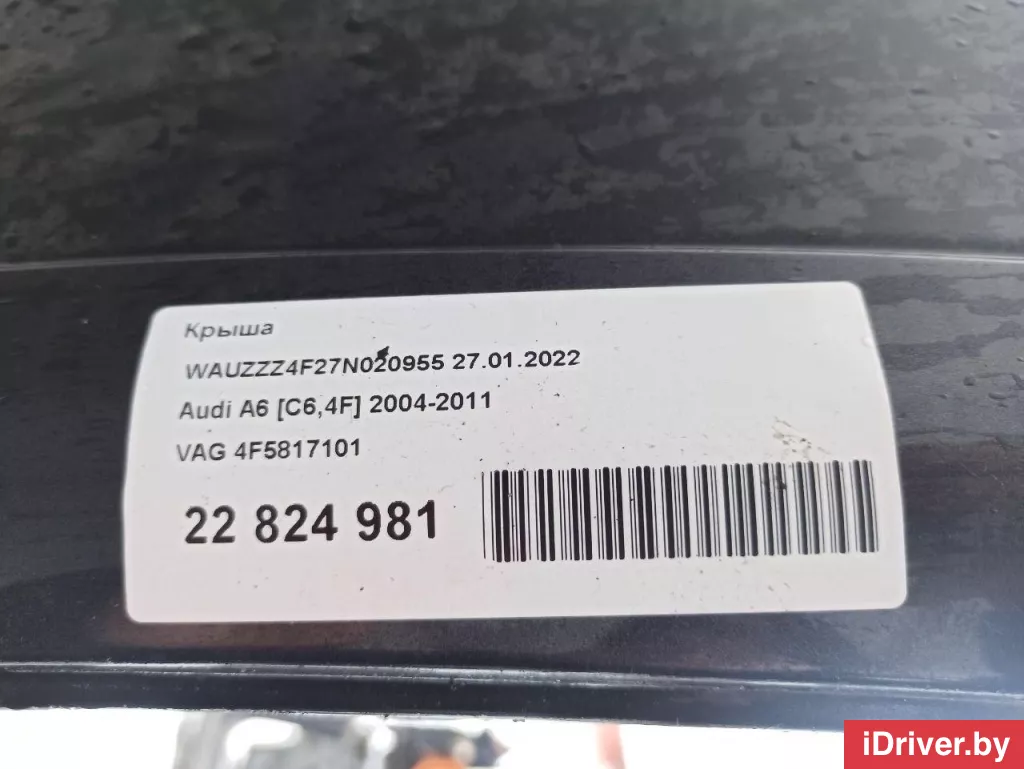 Крыша
WAUZZZ4F27N020955 27.01.2022
Audi A6 [C6,4F] 2004-2011
VAG 4F5817101
22 824 981
iDriver.by